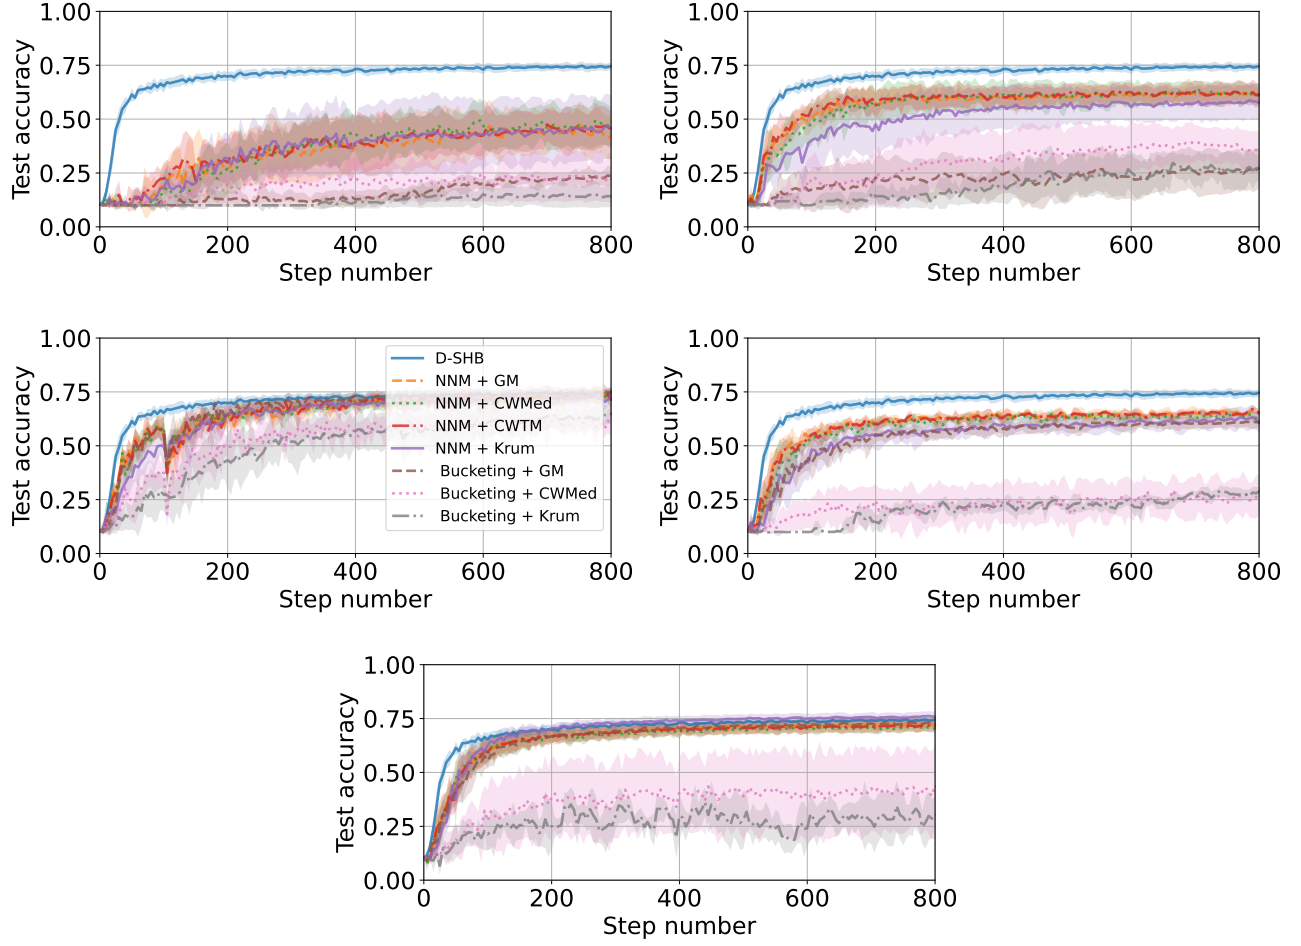 1.00
0.75
0.50
0.25
0.00
Test accuracy
0 200 400 600 800
Step number
1.00
0.75
0.50
0.25
0.00
Test accuracy
0 200 400 600 800
Step number
1.00
0.75
0.50
0.25
0.00
Test accuracy
D-SHB
NNM + GM
NNM + CWMed
NNM + CWTM
NNM + Krum
Bucketing + GM
Bucketing + CWMed
Bucketing + Krum
0 200 400 600 800
Step number
1.00
0.75
0.50
0.25
0.00
Test accuracy
0 200 400 600 800
Step number
1.00
0.75
0.50
0.25
0.00
Test accuracy
0 200 400 600 800
Step number